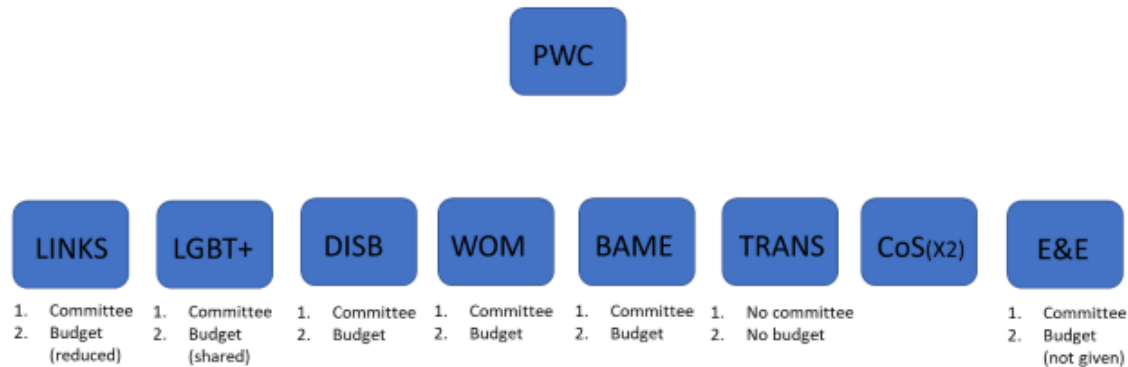 PWC
LINKS
LGBT+
DISB
WOM
BAME
TRANS
CoS(X2)
E&E
1. Committee
2. Budget
(reduced)
1. Committee
2. Budget
(shared)
1. Committee
2. Budget
1. Committee
2. Budget
1. Committee
2. Budget
1. No committee
2. No budget
1. Committee
2. Budget
(not given)